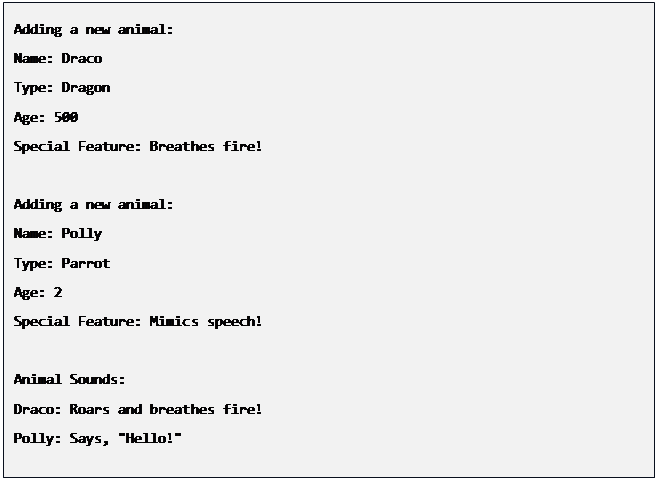 Adding a new animal:
Name: Draco
Type: Dragon
Age: 500
Special Feature: Breathes fire!
Adding a new animal:
Name: Polly
Type: Parrot
Age: 2
Special Feature: Mimics speech!
Animal Sounds:
Draco: Roars and breathes fire!
Polly: Says, "Hello!"